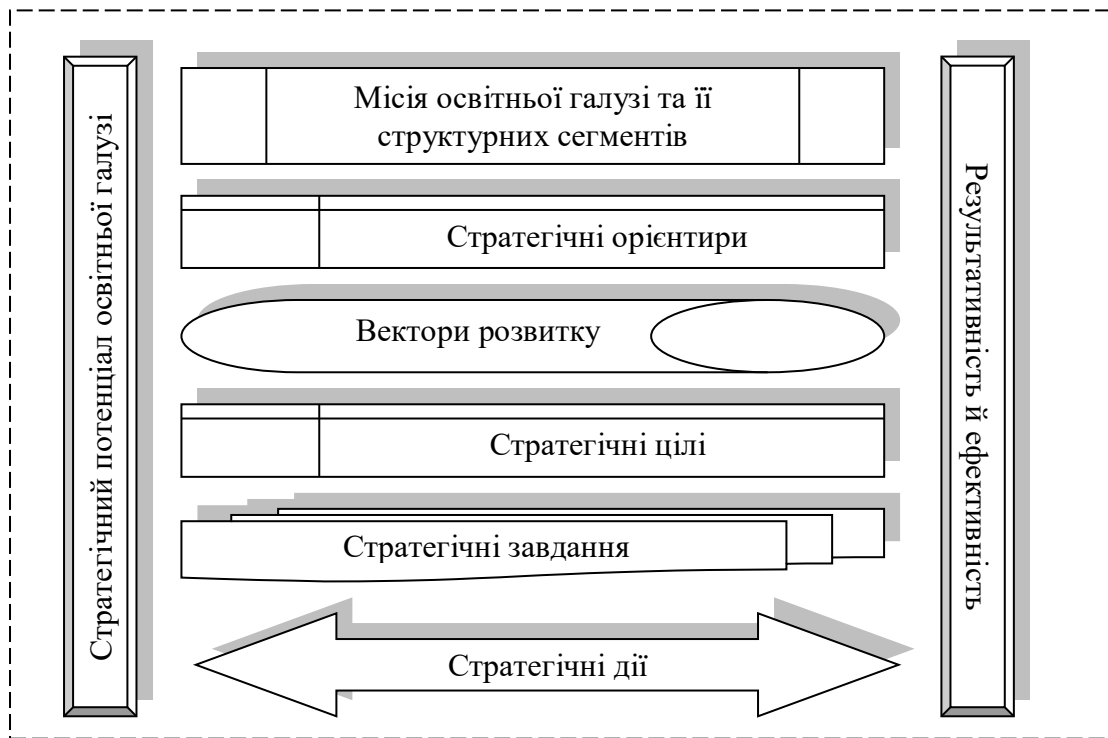 Стратегічний потенціал освітньої галузі
Місія освітньої галузі та її
структурних сегментів
Стратегічні орієнтири
Вектори розвитку
Стратегічні цілі
Стратегічні завдання
Стратегічні дії
Результативність й ефективність